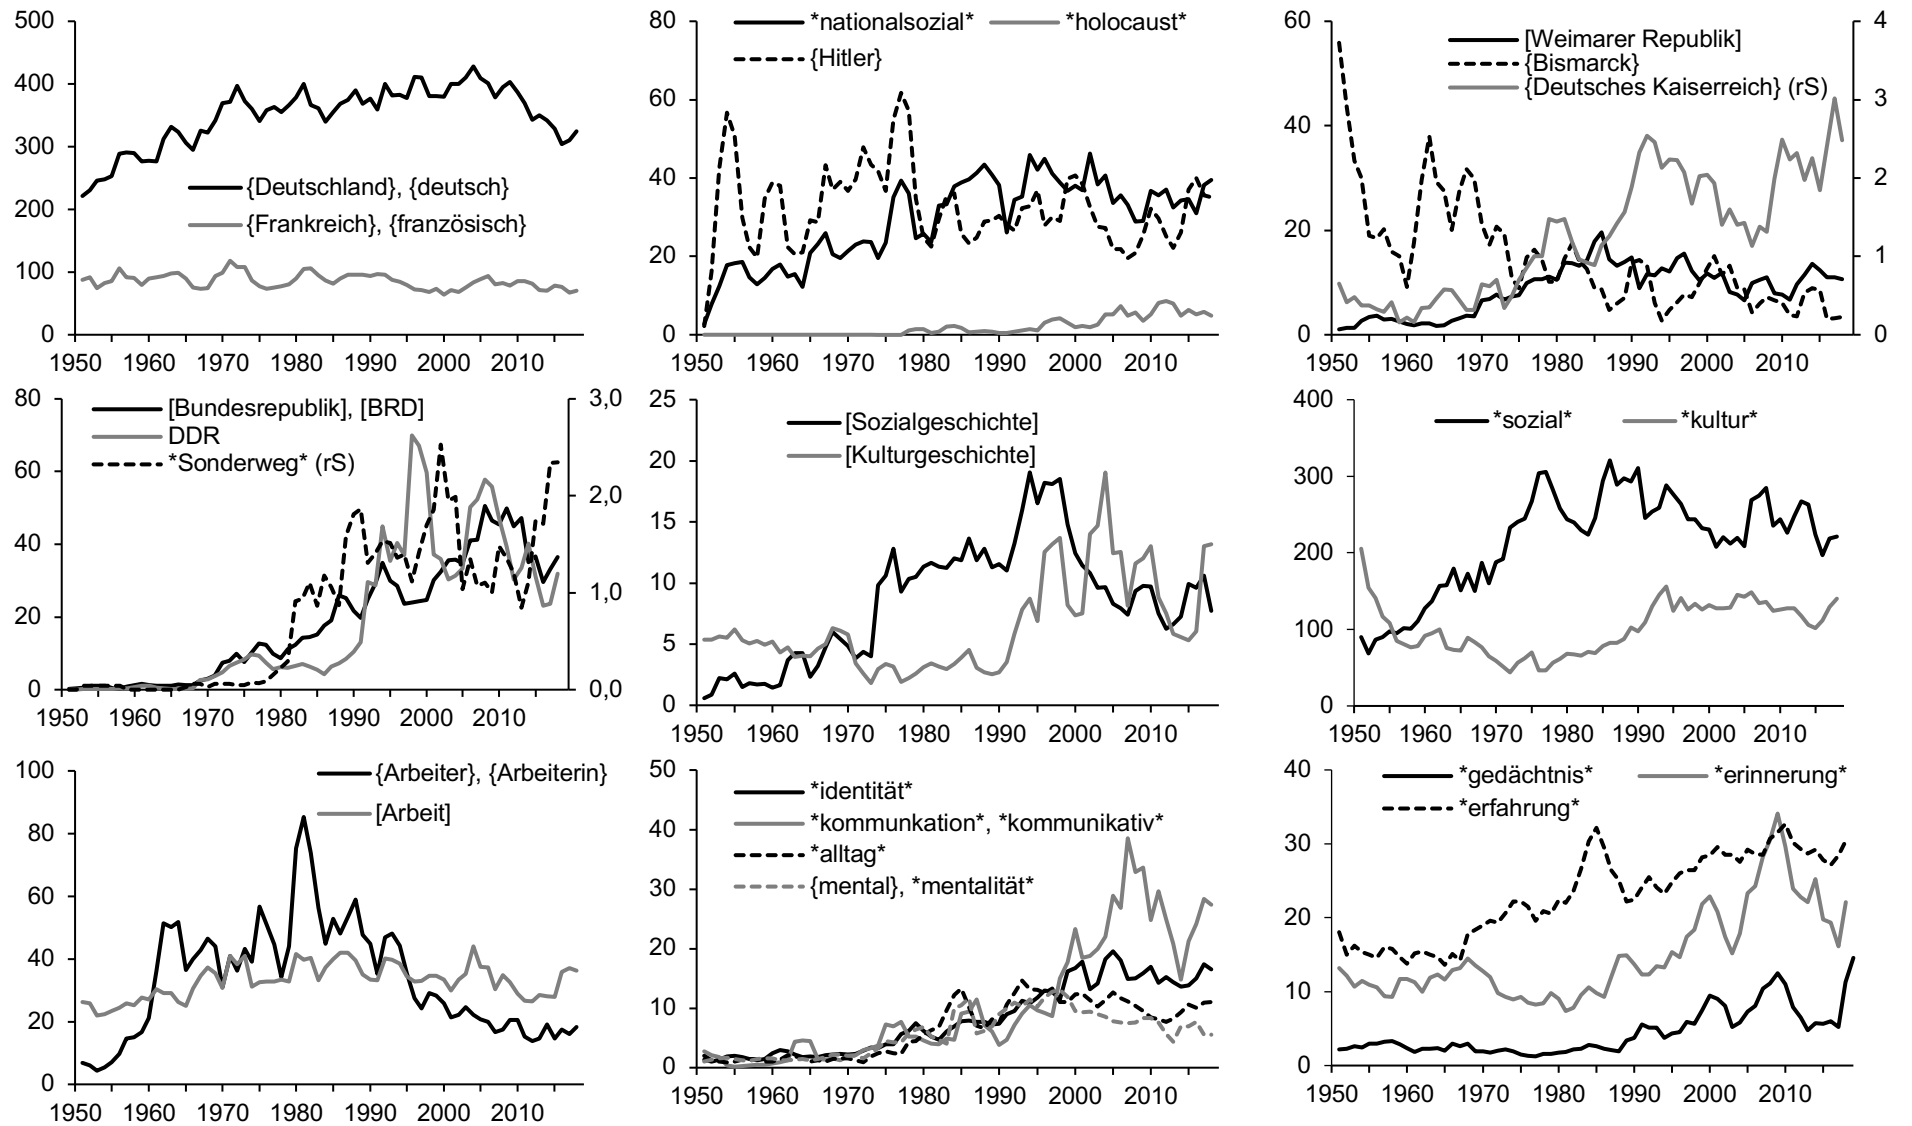 500
400
300
200
100
0
{Deutschland}, {deutsch}
{Frankreich}, {französisch}
1950 1960 1970 1980 1990 2000 2010
80
60
40
20
0
*nationalsozial* *holocaust*
{Hitler}
1950 1960 1970 1980 1990 2000 2010
60
40
20
0
[Weimarer Republik]
{Bismarck}
{Deutsches Kaiserreich} (rS)
4
3
2
1
0
1950 1960 1970 1980 1990 2000 2010
80
60
40
20
0
[Bundesrepublik], [BRD]
DDR
*Sonderweg* (rS)
3,0
2,0
1,0
0,0
1950 1960 1970 1980 1990 2000 2010
25
20
15
10
5
0
[Sozialgeschichte]
[Kulturgeschichte]
1950 1960 1970 1980 1990 2000 2010
400
300
200
100
0
*sozial* *kultur*
1950 1960 1970 1980 1990 2000 2010
100
80
60
40
20
0
{Arbeiter}, {Arbeiterin}
[Arbeit]
1950 1960 1970 1980 1990 2000 2010
50
40
30
20
10
0
*identität*
*kommunkation*, *kommunikativ*
*alltag*
{mental}, *mentalität*
1950 1960 1970 1980 1990 2000 2010
40
30
20
10
0
*gedächtnis* *erinnerung*
*erfahrung*
1950 1960 1970 1980 1990 2000 2010